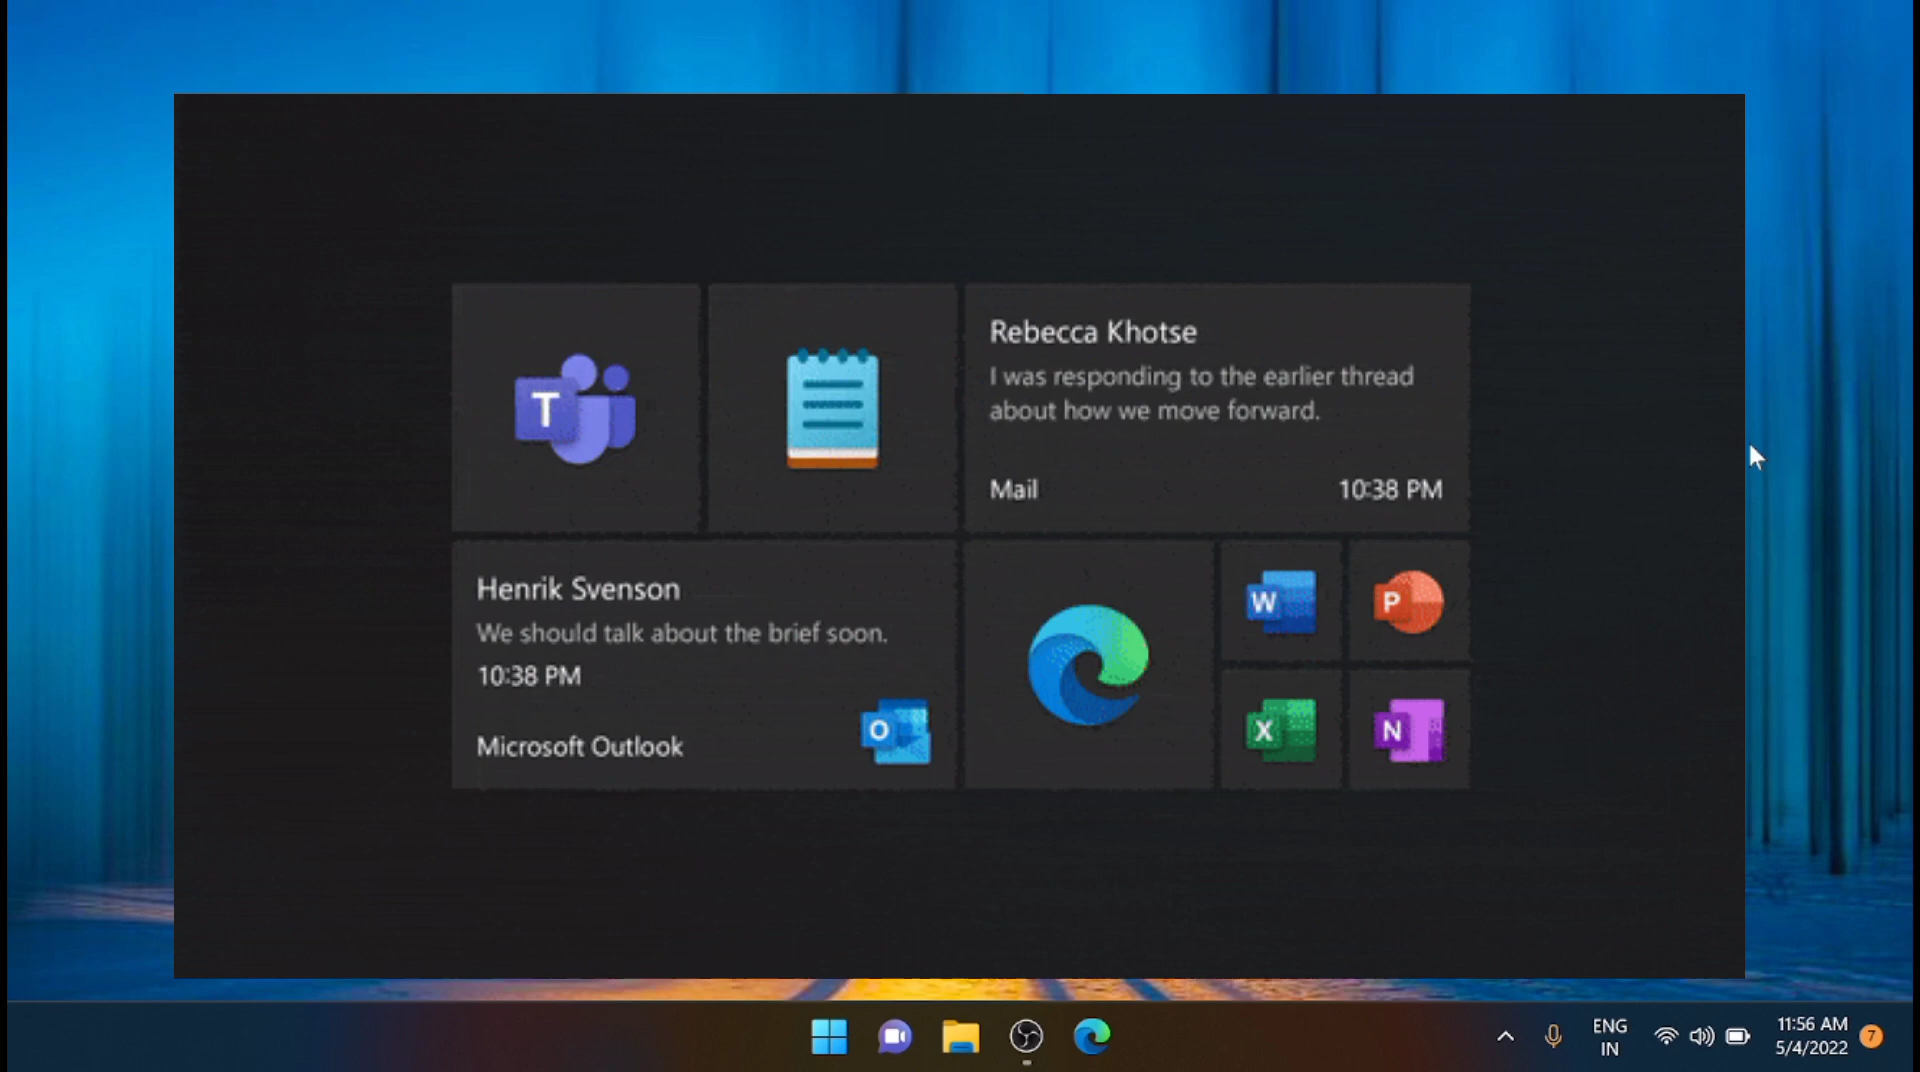 T
Rebecca Khotse
I was responding to the earlier thread
about how we move forward.
Mail
10:38 PM
Henrik Svenson
We should talk about the brief soon.
10:38 PM
Microsoft Outlook
O
W
P
X
N
ENG
IN
11:56 AM
5/4/2022
7